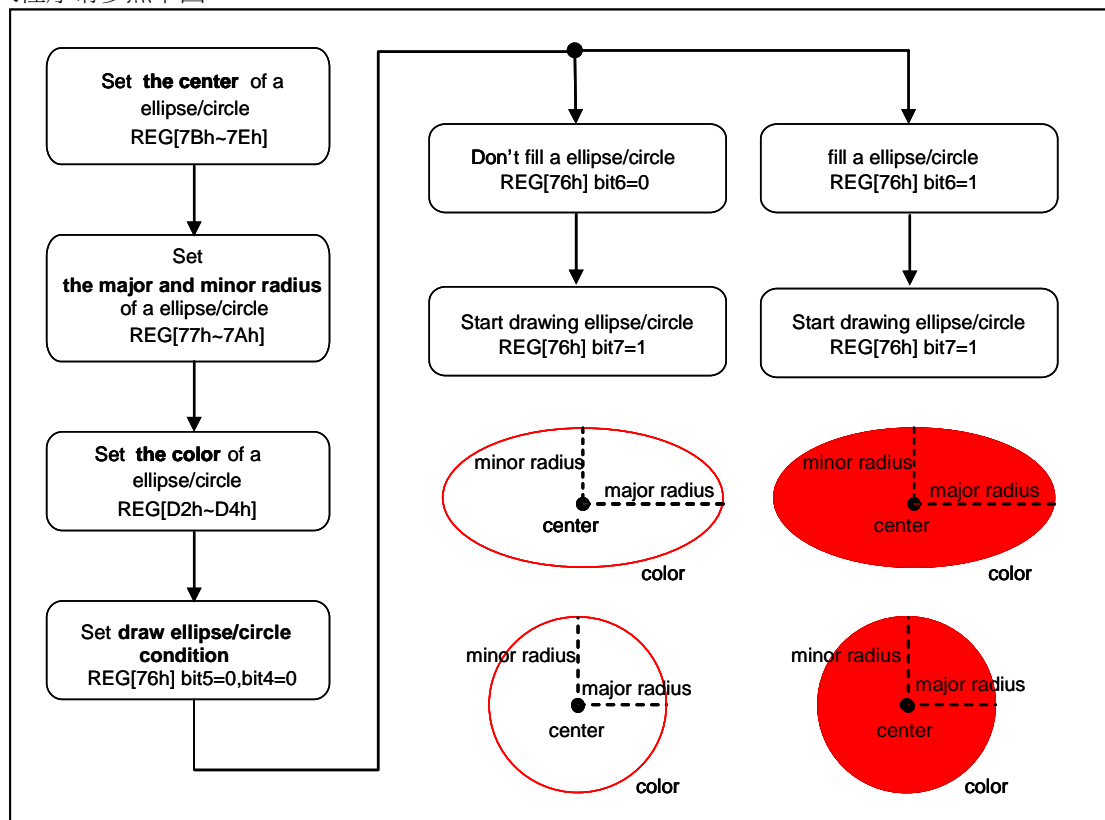 Set the center of a
ellipse/circle
REG[7Bh~7Eh]
Set
the major and minor radius
of a ellipse/circle
REG[77h~7Ah]
Set the color of a
ellipse/circle
REG[D2h~D4h]
Set draw ellipse/circle
condition
REG[76h] bit5=0,bit4=0
Don't fill a ellipse/circle
REG[76h] bit6=0
Start drawing ellipse/circle
REG[76h] bit7=1
fill a ellipse/circle
REG[76h] bit6=1
Start drawing ellipse/circle
REG[76h] bit7=1
minor radius
major radius
center
color
minor radius
major radius
center
color
minor radius
major radius
center
color
minor radius
major radius
center
color